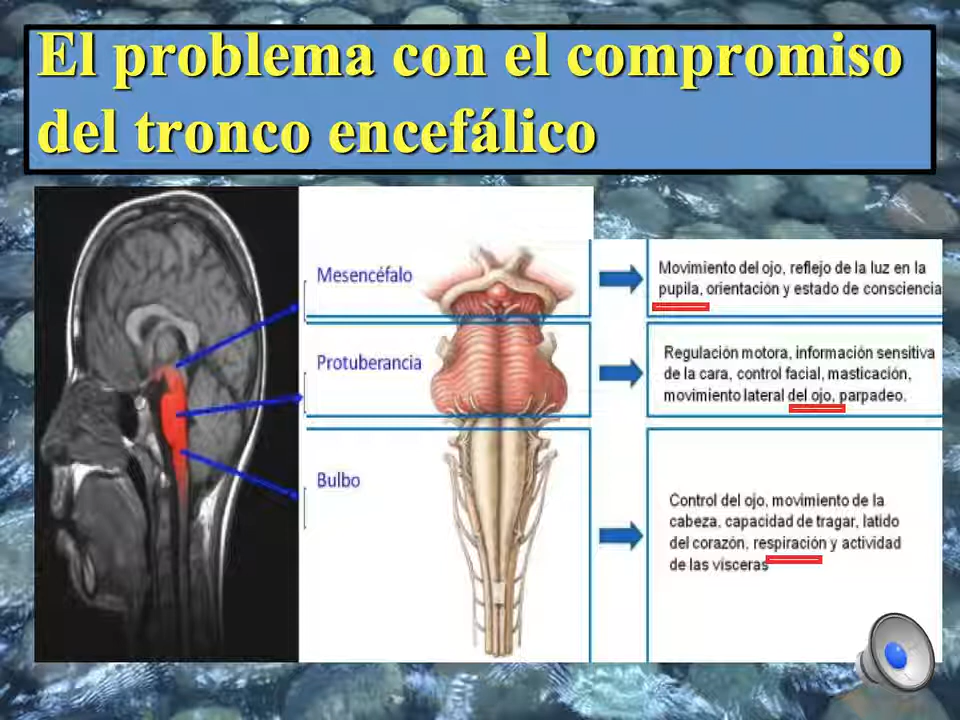 El problema con el compromiso
del tronco encefálico
Mesencéfalo
Movimiento del ojo, reflejo de la luz en la
pupila, orientación y estado de consciencia
Protuberancia
Regulación motora, información sensitiva
de la cara, control facial, masticación,
movimiento lateral del ojo, parpadeo.
Bulbo
Control del ojo, movimiento de la
cabeza, capacidad de tragar, latido
del corazón, respiración y actividad
de las vísceras